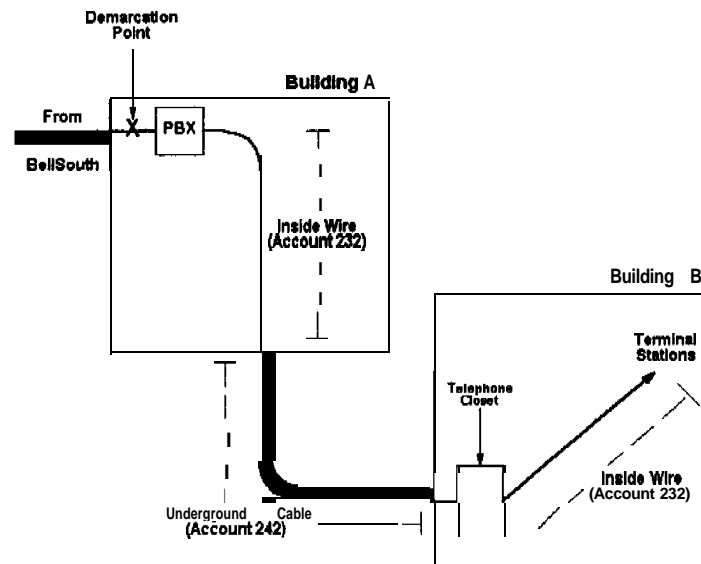 Demarcation
Point
Building A
From
X
PBX
BellSouth
Inside Wire
(Account 232)
Building B
Terminal
Stations
Telephone
Closet
Inside Wire
(Account 232)
Underground Cable
(Account 242)